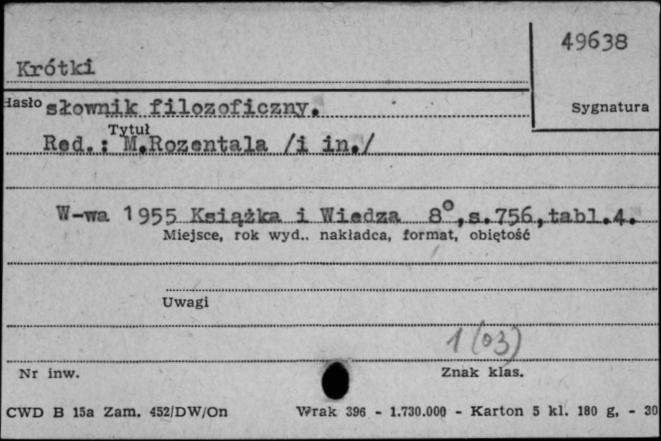 49638
Krótki
Hasło słownik filozoficzny.
Sygnatura
Tytuł
Red.: M.Rozentala /i in./
W-wa 1955 Książka i Wiedza 8°,s.756,tabl.4.
Miejsce, rok wyd.. nakładca, format, objętość
Uwagi
1(03)
Nr inw.
Znak klas.
CWD B 15a Zam. 452/DW/On Wrak 396 - 1.730.000 - Karton 5 kl. 180 g, - 30